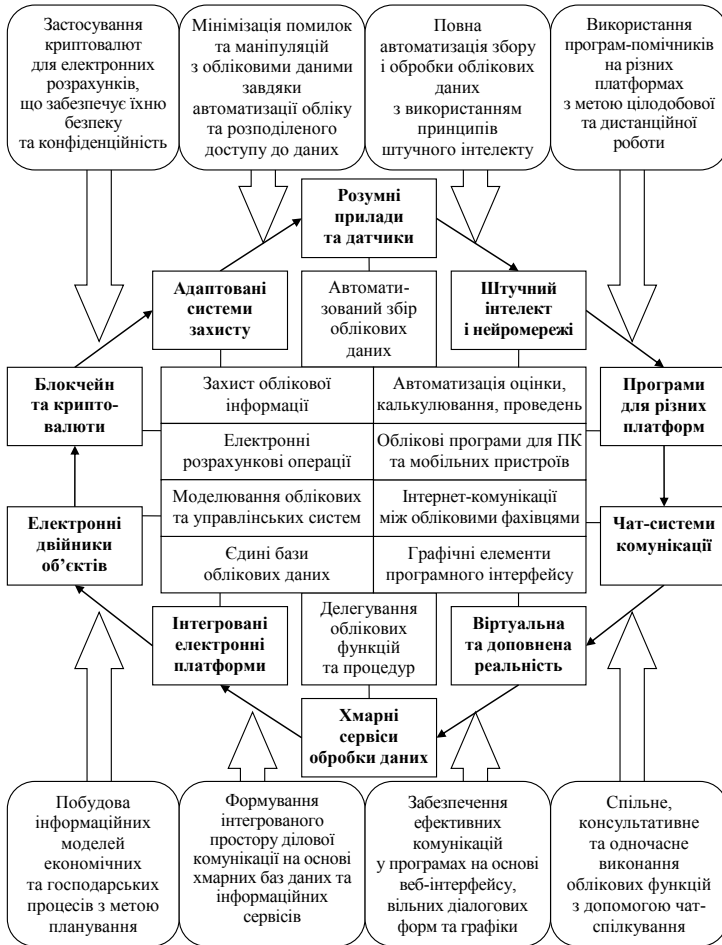 Застосування
криптовалют
для електронних
розрахунків,
що забезпечує їхню
безпеку
та конфіденційність
Мінімізація помилок
та маніпуляцій
з обліковими даними
завдяки
автоматизації обліку
та розподіленого
доступу до даних
Повна
автоматизація збору
і обробки облікових
даних
з використанням
принципів
штучного інтелекту
Використання
програм-помічників
на різних
платформах
з метою цілодобової
та дистанційної
роботи
Розумні
прилади
та датчики
Адаптовані
системи
захисту
Автомати-
зований збір
облікових
даних
Штучний
інтелект
і нейромережі
Блокчейн
та крипто-
валюти
Захист облікової
інформації
Автоматизація оцінки,
калькулювання, проведень
Програми
для різних
платформ
Електронні
розрахункові операції
Облікові програми для ПК
та мобільних пристроїв
Електронні
двійники
об’єктів
Моделювання облікових
та управлінських систем
Інтернет-комунікації
між обліковими фахівцями
Чат-системи
комунікації
Єдині бази
облікових даних
Графічні елементи
програмного інтерфейсу
Інтегровані
електронні
платформи
Делегування
облікових
функцій
та процедур
Віртуальна
та доповнена
реальність
Хмарні
сервіси
обробки даних
Побудова
інформаційних
моделей
економічних
та господарських
процесів з метою
планування
Формування
інтегрованого
простору ділової
комунікації на основі
хмарних баз даних та
інформаційних
сервісів
Забезпечення
ефективних
комунікацій
у програмах на основі
веб-інтерфейсу,
вільних діалогових
форм та графіки
Спільне,
консультативне
та одночасне
виконання
облікових функцій
з допомогою чат-
спілкування